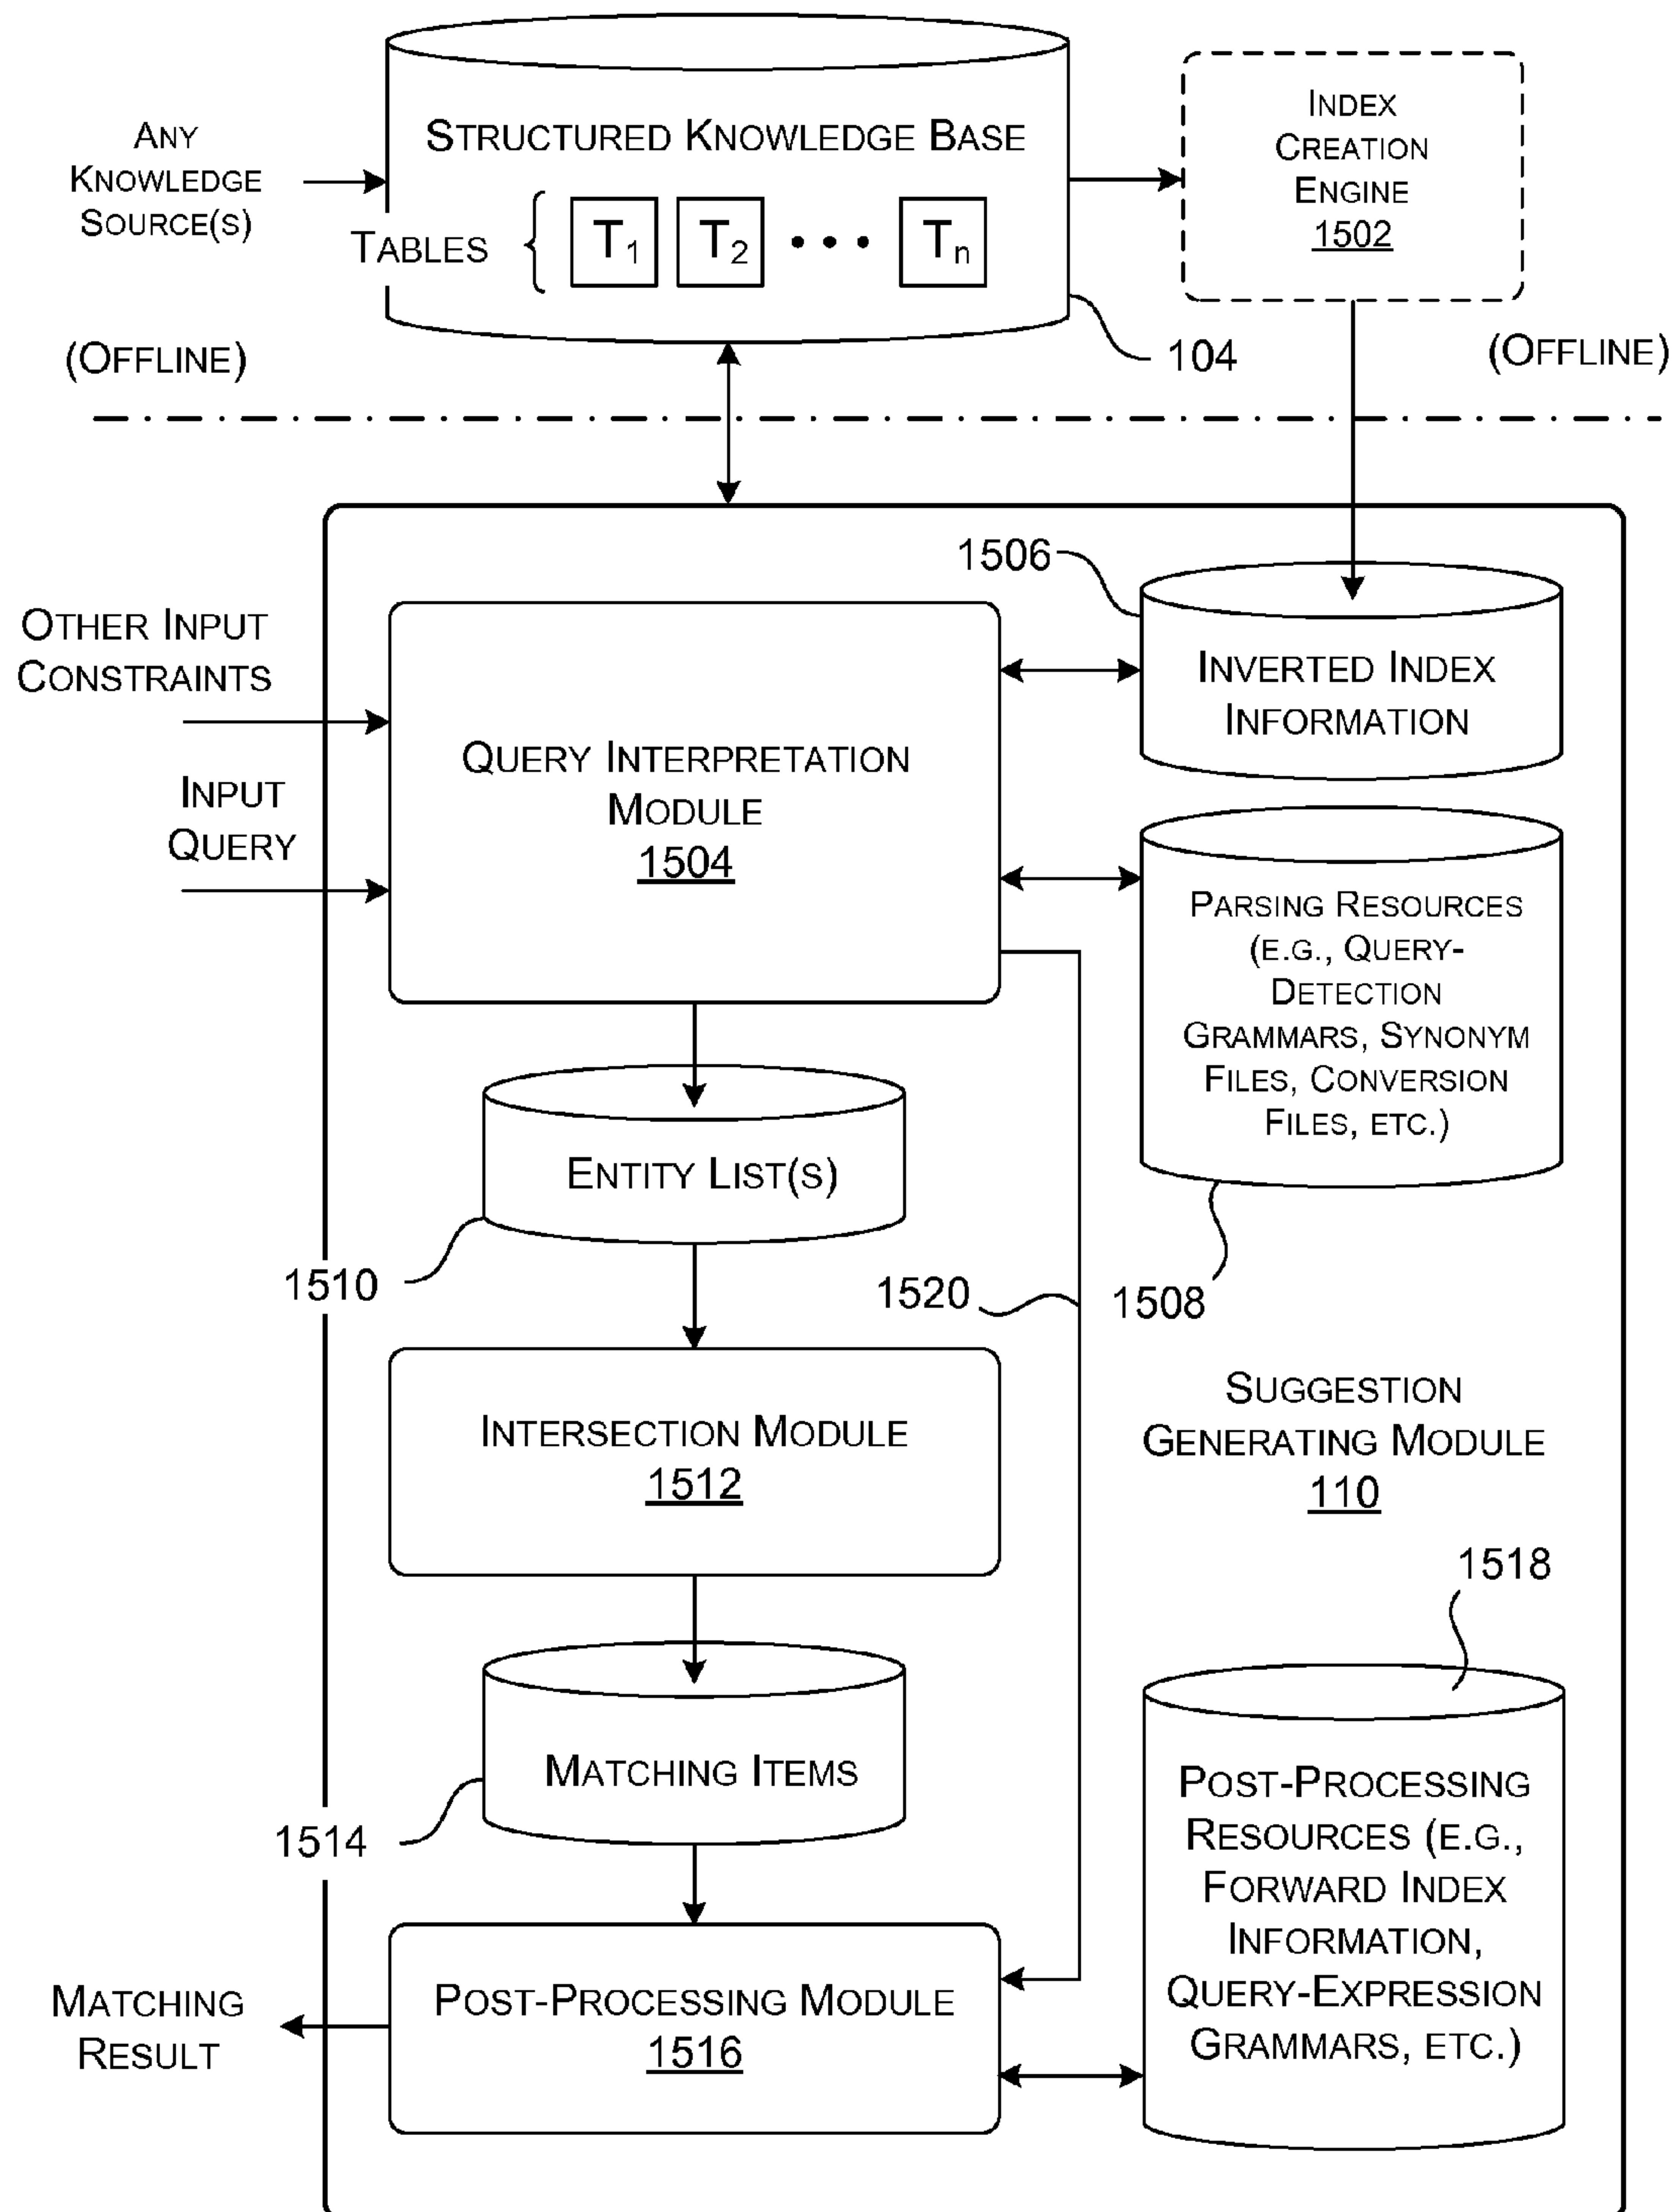 ANY
KNOWLEDGE
SOURCE(S)
STRUCTURED KNOWLEDGE BASE
TABLES { T1 T2 • • • Tn
INDEX
CREATION
ENGINE
1502
(OFFLINE)
104
(OFFLINE)
1506
OTHER INPUT
CONSTRAINTS
INPUT
QUERY
QUERY INTERPRETATION
MODULE
1504
INVERTED INDEX
INFORMATION
PARSING RESOURCES
(E.G., QUERY-
DETECTION
GRAMMARS, SYNONYM
FILES, CONVERSION
FILES, ETC.)
ENTITY LIST(S)
1510
1520
1508
INTERSECTION MODULE
1512
SUGGESTION
GENERATING MODULE
110
1518
MATCHING ITEMS
1514
POST-PROCESSING
RESOURCES (E.G.,
FORWARD INDEX
INFORMATION,
QUERY-EXPRESSION
GRAMMARS, ETC.)
POST-PROCESSING MODULE
1516
MATCHING
RESULT